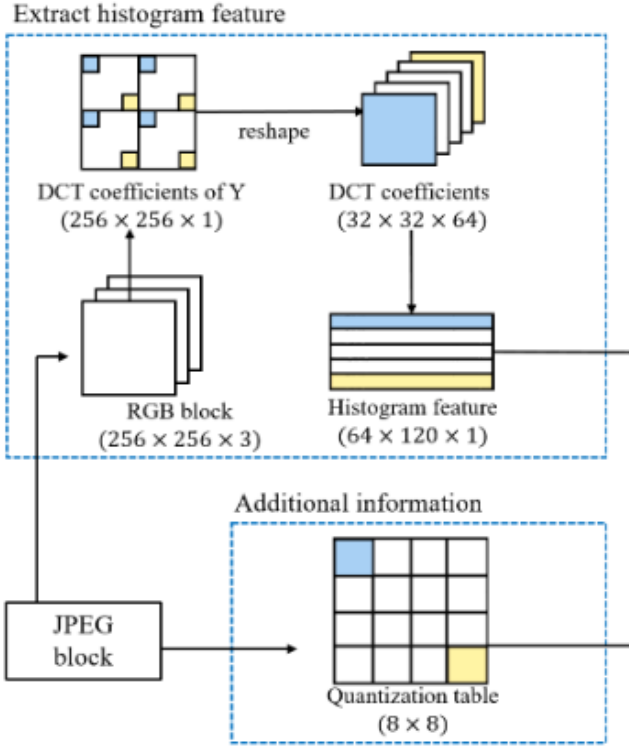 Extract histogram feature
reshape
DCT coefficients of Y
(256 × 256 × 1)
DCT coefficients
(32 × 32 × 64)
RGB block
(256 × 256 × 3)
Histogram feature
(64 × 120 × 1)
Additional information
JPEG
block
Quantization table
(8 × 8)